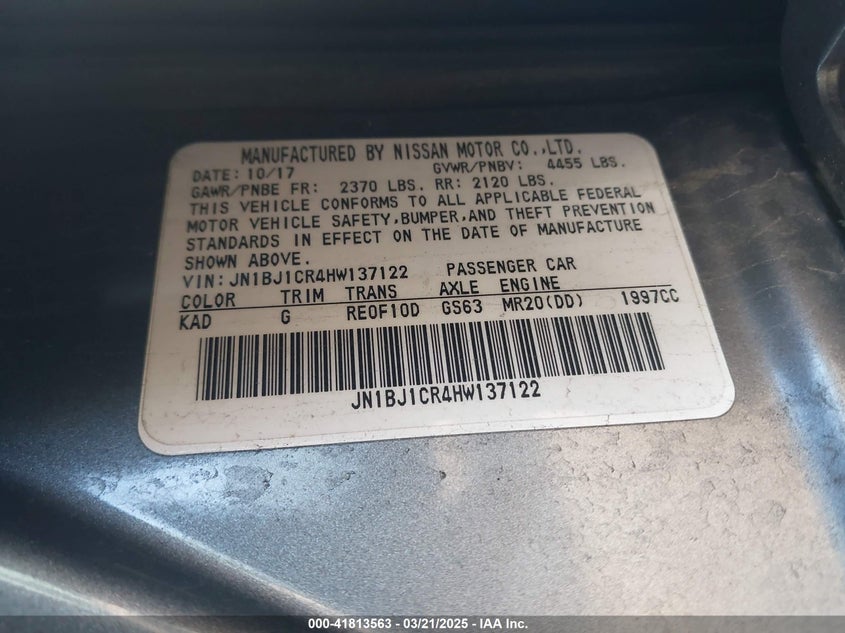 MANUFACTURED BY NISSAN MOTOR CO.,LTD.
DATE: 10/17 GVWR/PNBV: 4455 LBS.
GAWR/PNBE FR: 2370 LBS. RR: 2120 LBS.
THIS VEHICLE CONFORMS TO ALL APPLICABLE FEDERAL
MOTOR VEHICLE SAFETY,BUMPER,AND THEFT PREVENTION
STANDARDS IN EFFECT ON THE DATE OF MANUFACTURE
SHOWN ABOVE.
VIN:JN1BJ1CR4HW137122 PASSENGER CAR
COLOR TRIM TRANS AXLE ENGINE
KAD G RE0F10D GS63 MR20(DD) 1997CC
JN1BJ1CR4HW137122
000-41813563 - 03/21/2025 - IAA Inc.